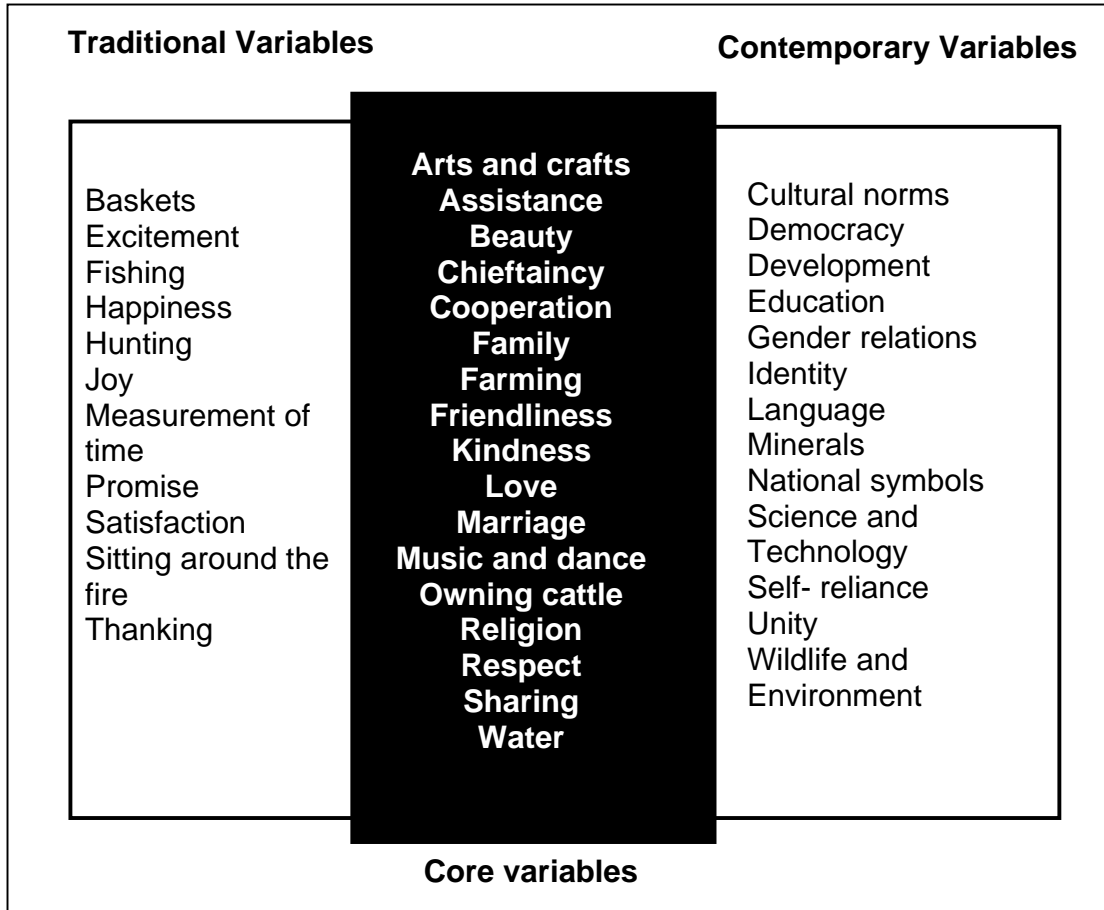 Traditional Variables
Contemporary Variables
Baskets
Excitement
Fishing
Happiness
Hunting
Joy
Measurement of
time
Promise
Satisfaction
Sitting around the
fire
Thanking
Arts and crafts
Assistance
Beauty
Chieftaincy
Cooperation
Family
Farming
Friendliness
Kindness
Love
Marriage
Music and dance
Owning cattle
Religion
Respect
Sharing
Water
Cultural norms
Democracy
Development
Education
Gender relations
Identity
Language
Minerals
National symbols
Science and
Technology
Self- reliance
Unity
Wildlife and
Environment
Core variables